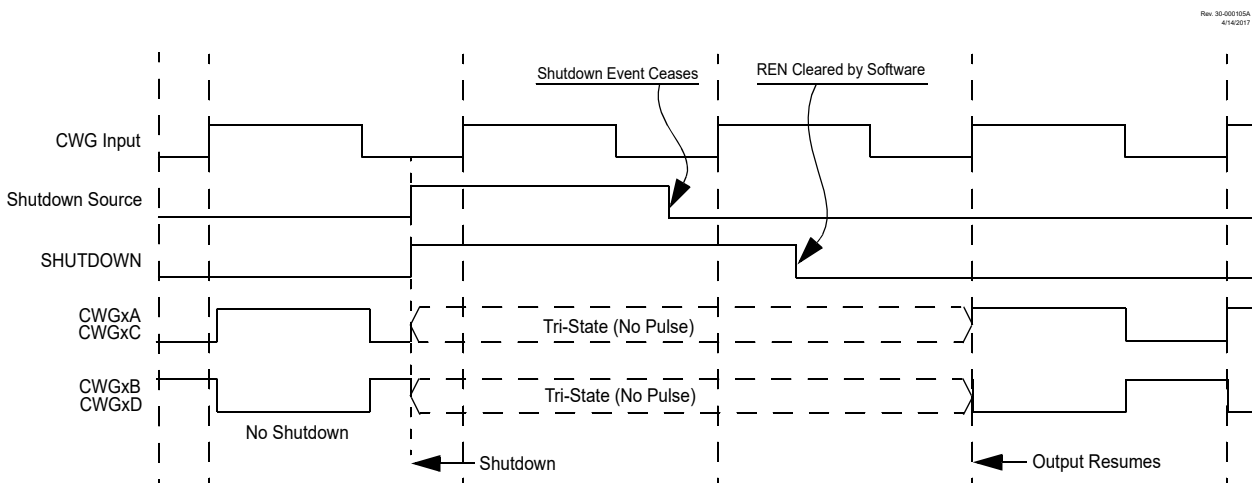 Rev. 30-000105A
4/14/2017
Shutdown Event Ceases
REN Cleared by Software
CWG Input
Shutdown Source
SHUTDOWN
CWGxA
CWGxC
Tri-State (No Pulse)
CWGxB
CWGxD
Tri-State (No Pulse)
No Shutdown
Shutdown
Output Resumes